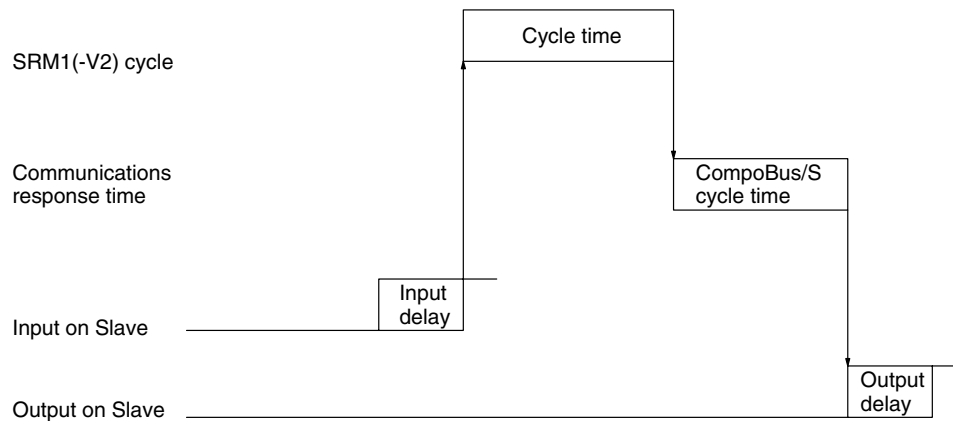 Cycle time
SRM1(-V2) cycle
Communications
response time
CompoBus/S
cycle time
Input
delay
Input on Slave
Output
delay
Output on Slave